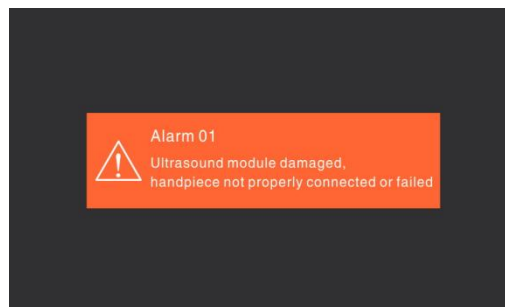 Alarm 01
Ultrasound module damaged,
handpiece not properly connected or failed